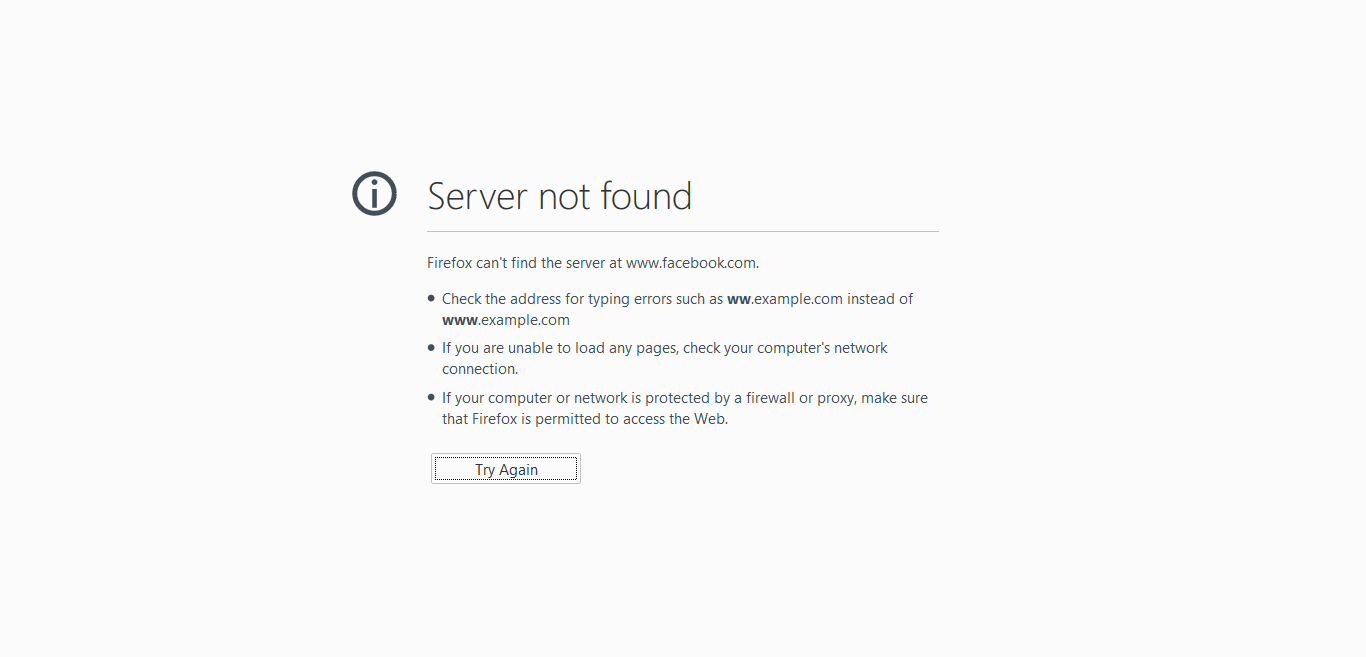 Server not found
Firefox can't find the server at www.facebook.com.
Check the address for typing errors such as ww.example.com instead of
www.example.com
If you are unable to load any pages, check your computer's network
connection.
If your computer or network is protected by a firewall or proxy, make sure
that Firefox is permitted to access the Web.
Try Again